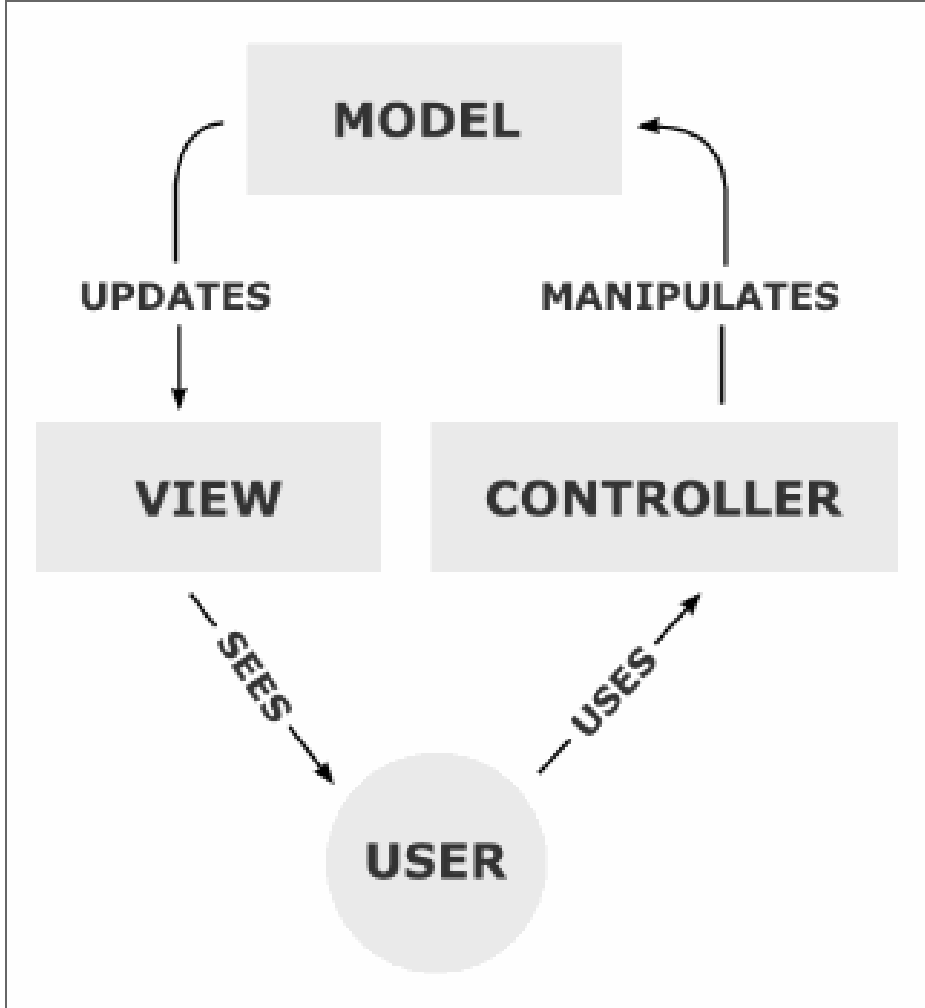 MODEL
UPDATES
MANIPULATES
VIEW
CONTROLLER
SEES
USES
USER